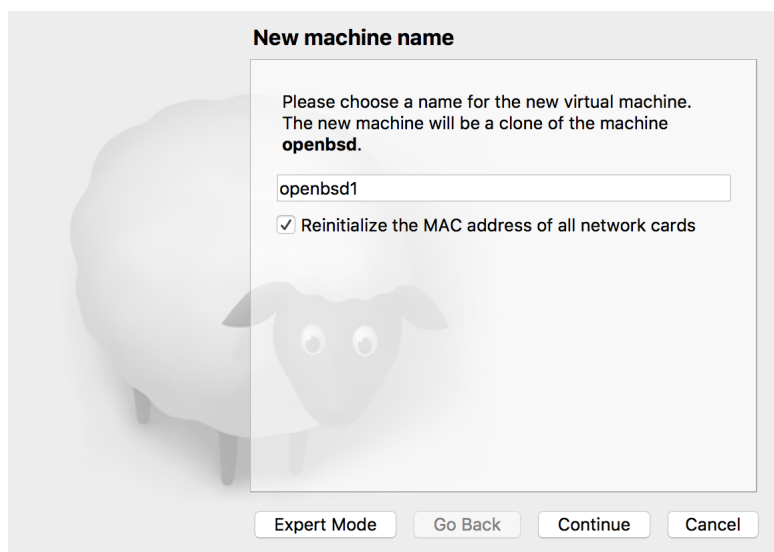 New machine name
Please choose a name for the new virtual machine.
The new machine will be a clone of the machine
openbsd.
openbsd1
Reinitialize the MAC address of all network cards
Expert Mode
Go Back
Continue
Cancel